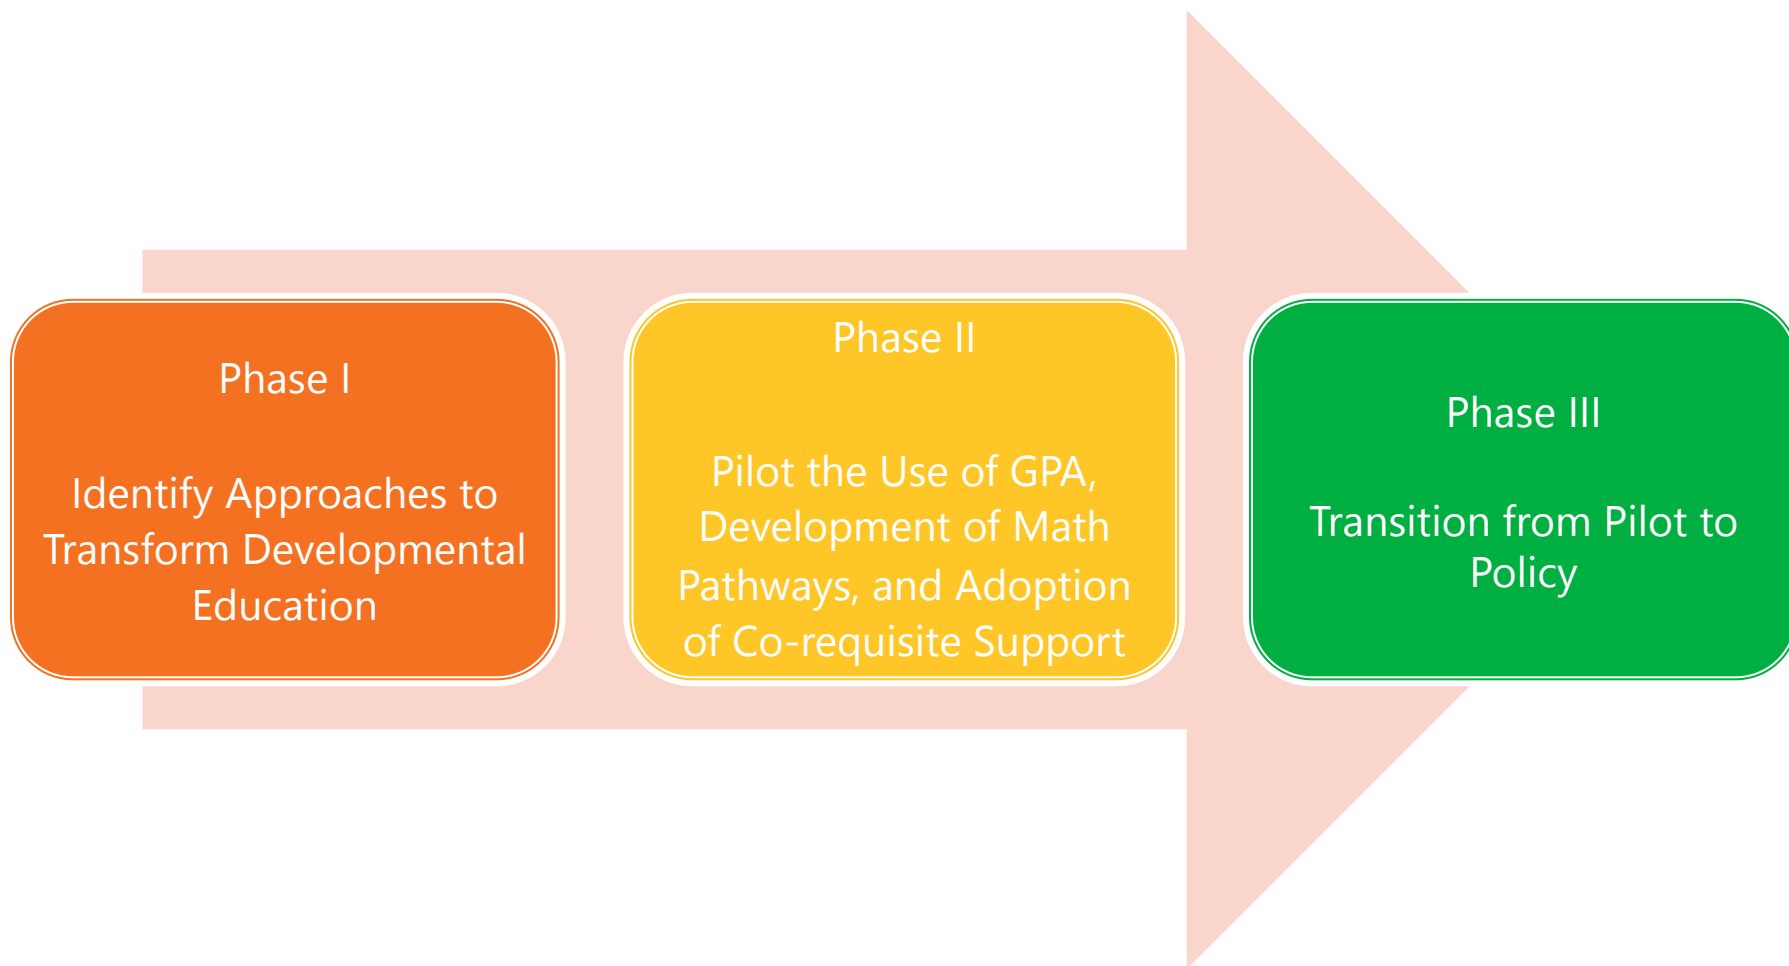 Phase I
Identify Approaches to
Transform Developmental
Education
Phase II
Pilot the Use of GPA,
Development of Math
Pathways, and Adoption
of Co-requisite Support
Phase III
Transition from Pilot to
Policy